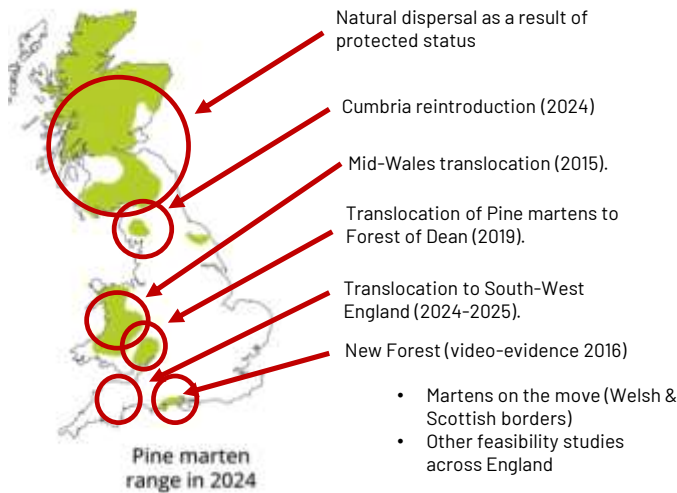 Natural dispersal as a result of
protected status
Cumbria reintroduction (2024)
Mid-Wales translocation (2015).
Translocation of Pine martens to
Forest of Dean (2019).
Translocation to South-West
England (2024-2025).
New Forest (video-evidence 2016)
• Martens on the move (Welsh &
Scottish borders)
• Other feasibility studies
across England
Pine marten
range in 2024